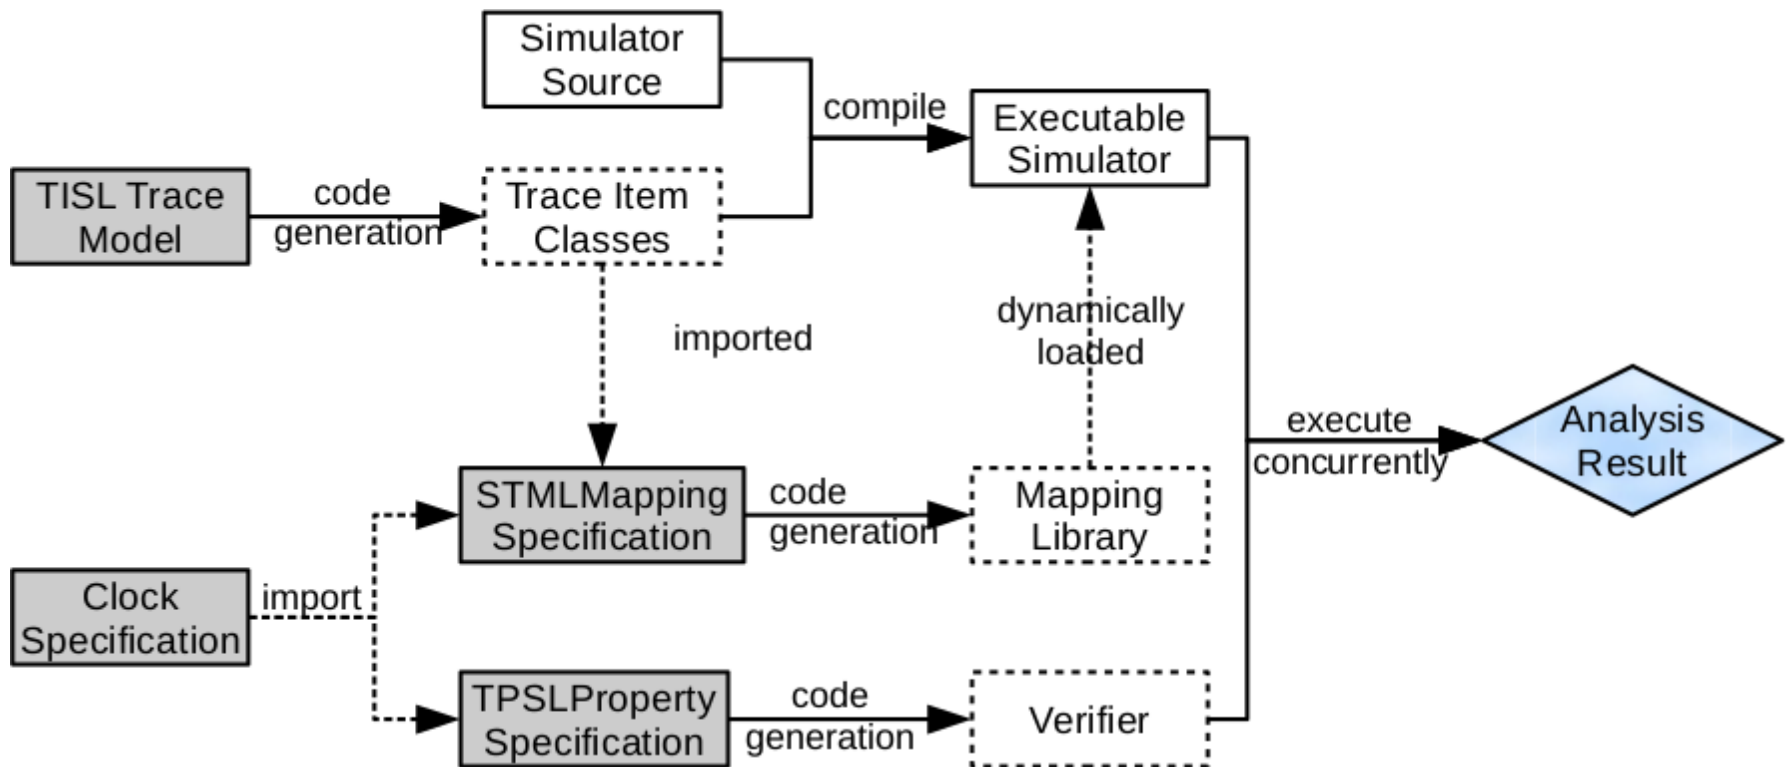 Simulator
Source
compile
Executable
Simulator
TISL Trace
Model
code
generation
Trace Item
Classes
imported
dynamically
loaded
execute
concurrently
Analysis
Result
STMLMapping
Specification
code
generation
Mapping
Library
Clock
Specification
import
TPSLProperty
Specification
code
generation
Verifier